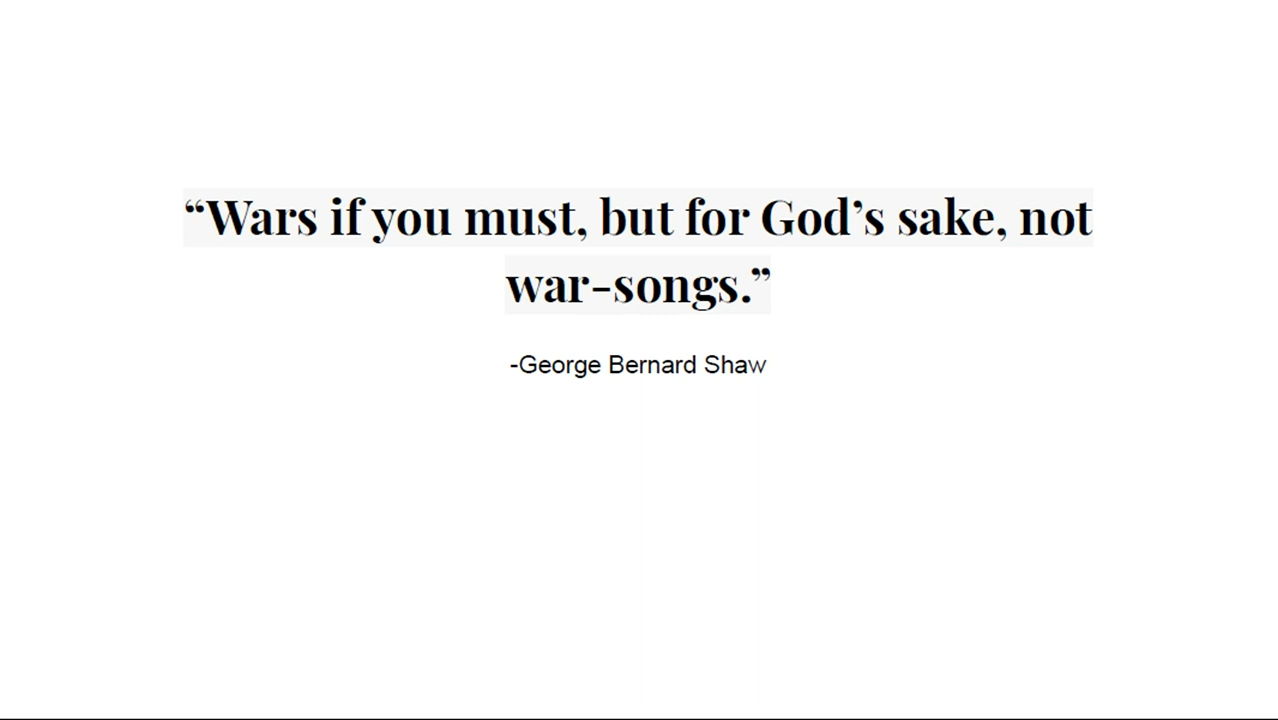 “Wars if you must, but for God’s sake, not
war-songs.”
-George Bernard Shaw